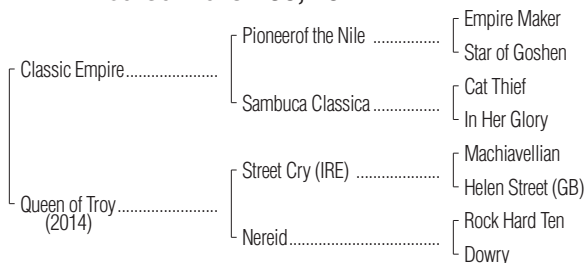 Empire Maker
Pioneerof the Nile ..................
Star of Goshen
Classic Empire........................
Cat Thief
Sambuca Classica ..................
In Her Glory
Machiavellian
Street Cry (IRE) ......................
Helen Street (GB)
Queen of Troy ..........................
(2014)
Rock Hard Ten
Nereid........................................
Dowry